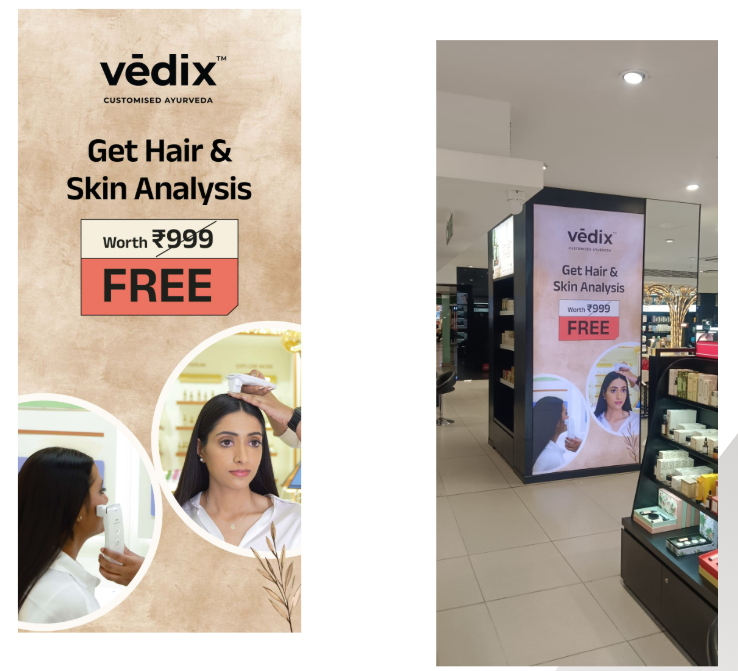 vēdix™
CUSTOMISED AYURVEDA
Get Hair &
Skin Analysis
Worth ₹999
FREE
vēdix
CUSTOMISED AYURVEDA
Get Hair &
Skin Analysis
Worth ₹999
FREE